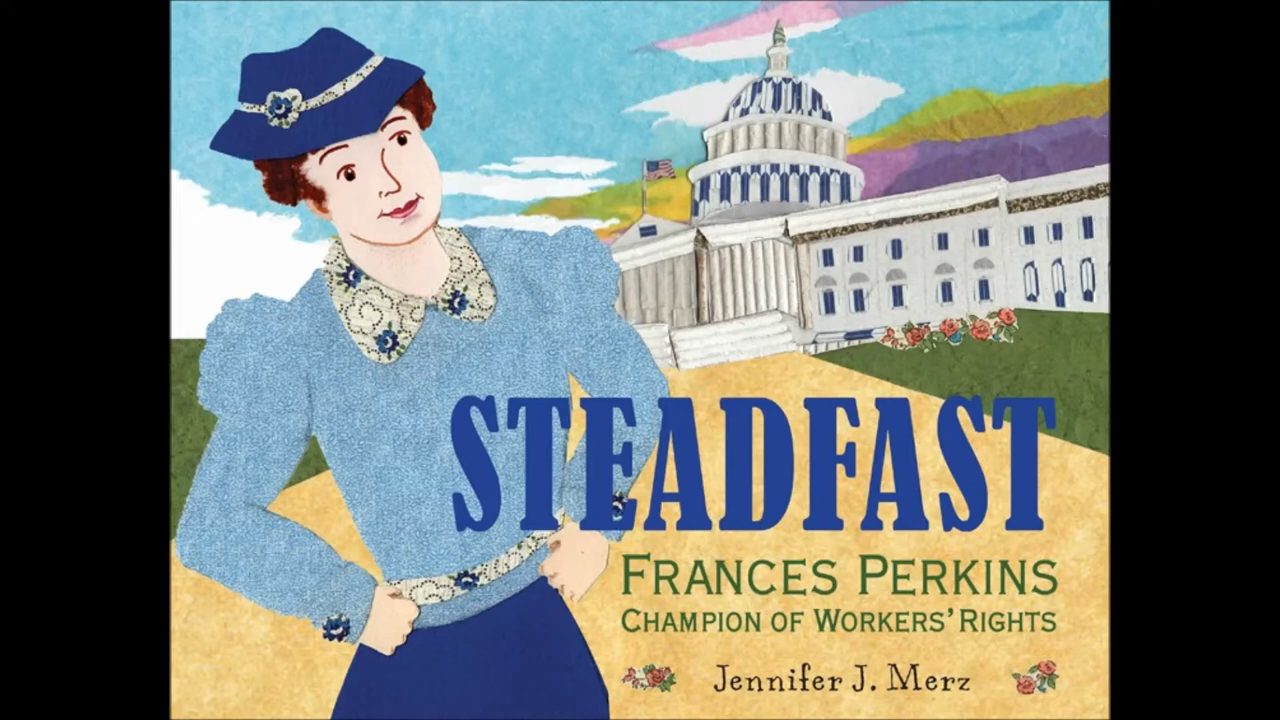 STEADFAST
FRANCES PERKINS
CHAMPION OF WORKERS' RIGHTS
Jennifer J. Merz